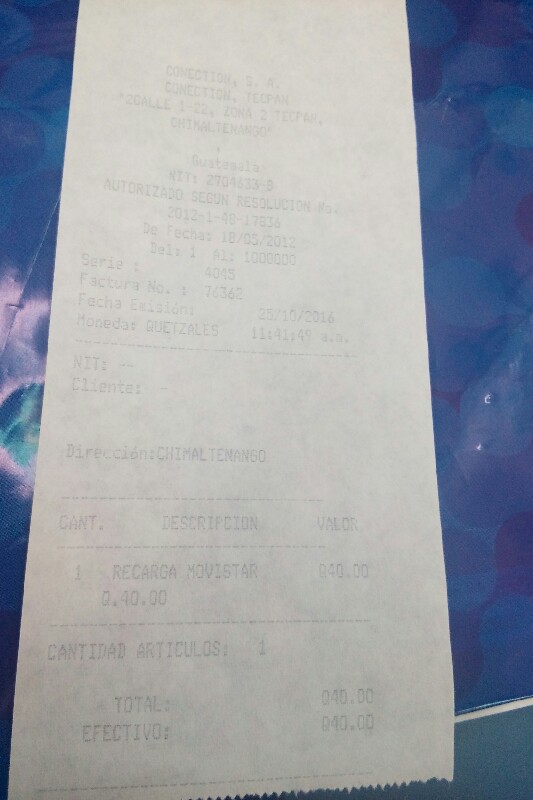 CONECTION, S. A.
CONECTION, TECPAN
"2CALLE 1-22, ZONA 2 TECPAN,
CHIMALTENANGO"
,
Guatemala
NIT: 2704633-8
AUTORIZADO SEGUN RESOLUCION No.
2012-1-48-17836
De Fecha: 18/05/2012
Del: 1 Al: 1000000
Serie : 4045
Factura No. : 76362
Fecha Emisión: 25/10/2016
Moneda: QUETZALES 11:41:49 a.m.
NIT: --
Cliente: -
Dirección:CHIMALTENANGO
CANT. DESCRIPCION VALOR
1 RECARGA MOVISTAR Q40.00
Q.40.00
CANTIDAD ARTICULOS: 1
TOTAL: Q40.00
EFECTIVO: Q40.00